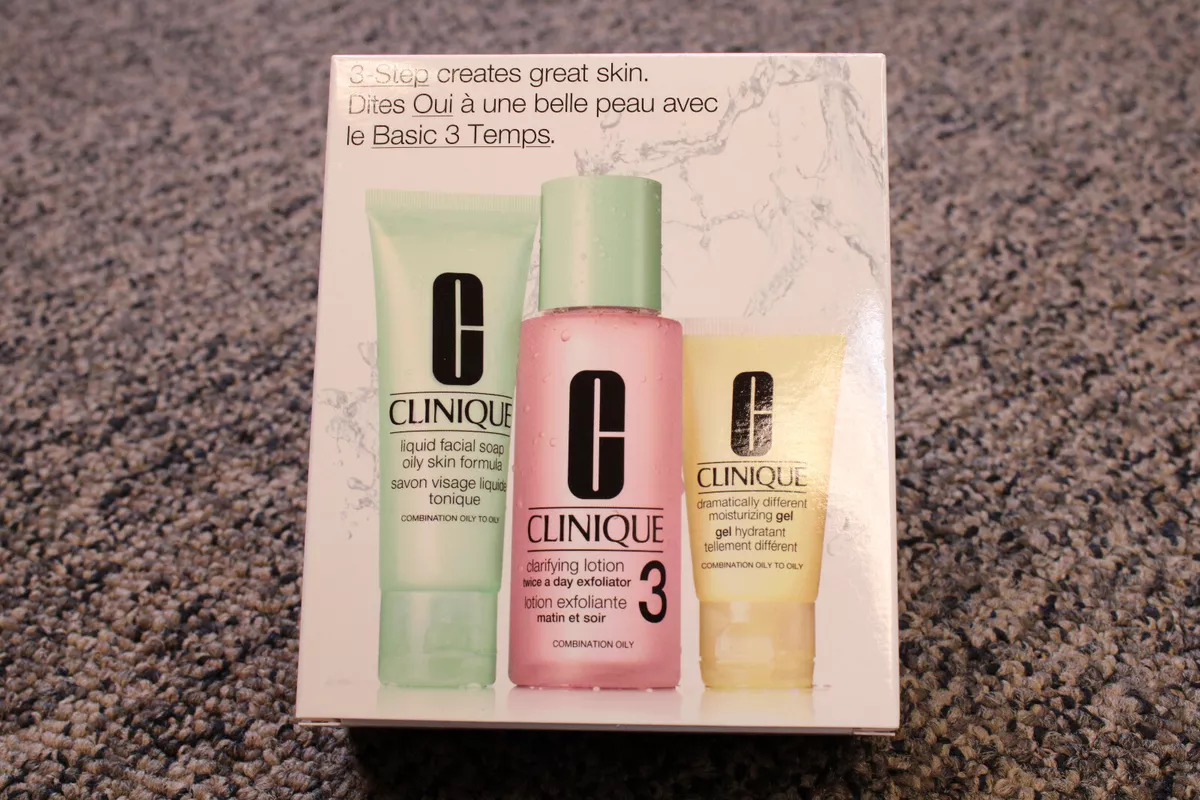 3-Step creates great skin.
Dites Oui à une belle peau avec
le Basic 3 Temps.
C
CLINIQUE
liquid facial soap
oily skin formula
savon visage liquide
tonique
COMBINATION OILY TO OILY
C
CLINIQUE
clarifying lotion
twice a day exfoliator
lotion exfoliante
matin et soir
3
COMBINATION OILY
C
CLINIQUE
dramatically different
moisturizing gel
gel hydratant
tellement différent
COMBINATION OILY TO OILY